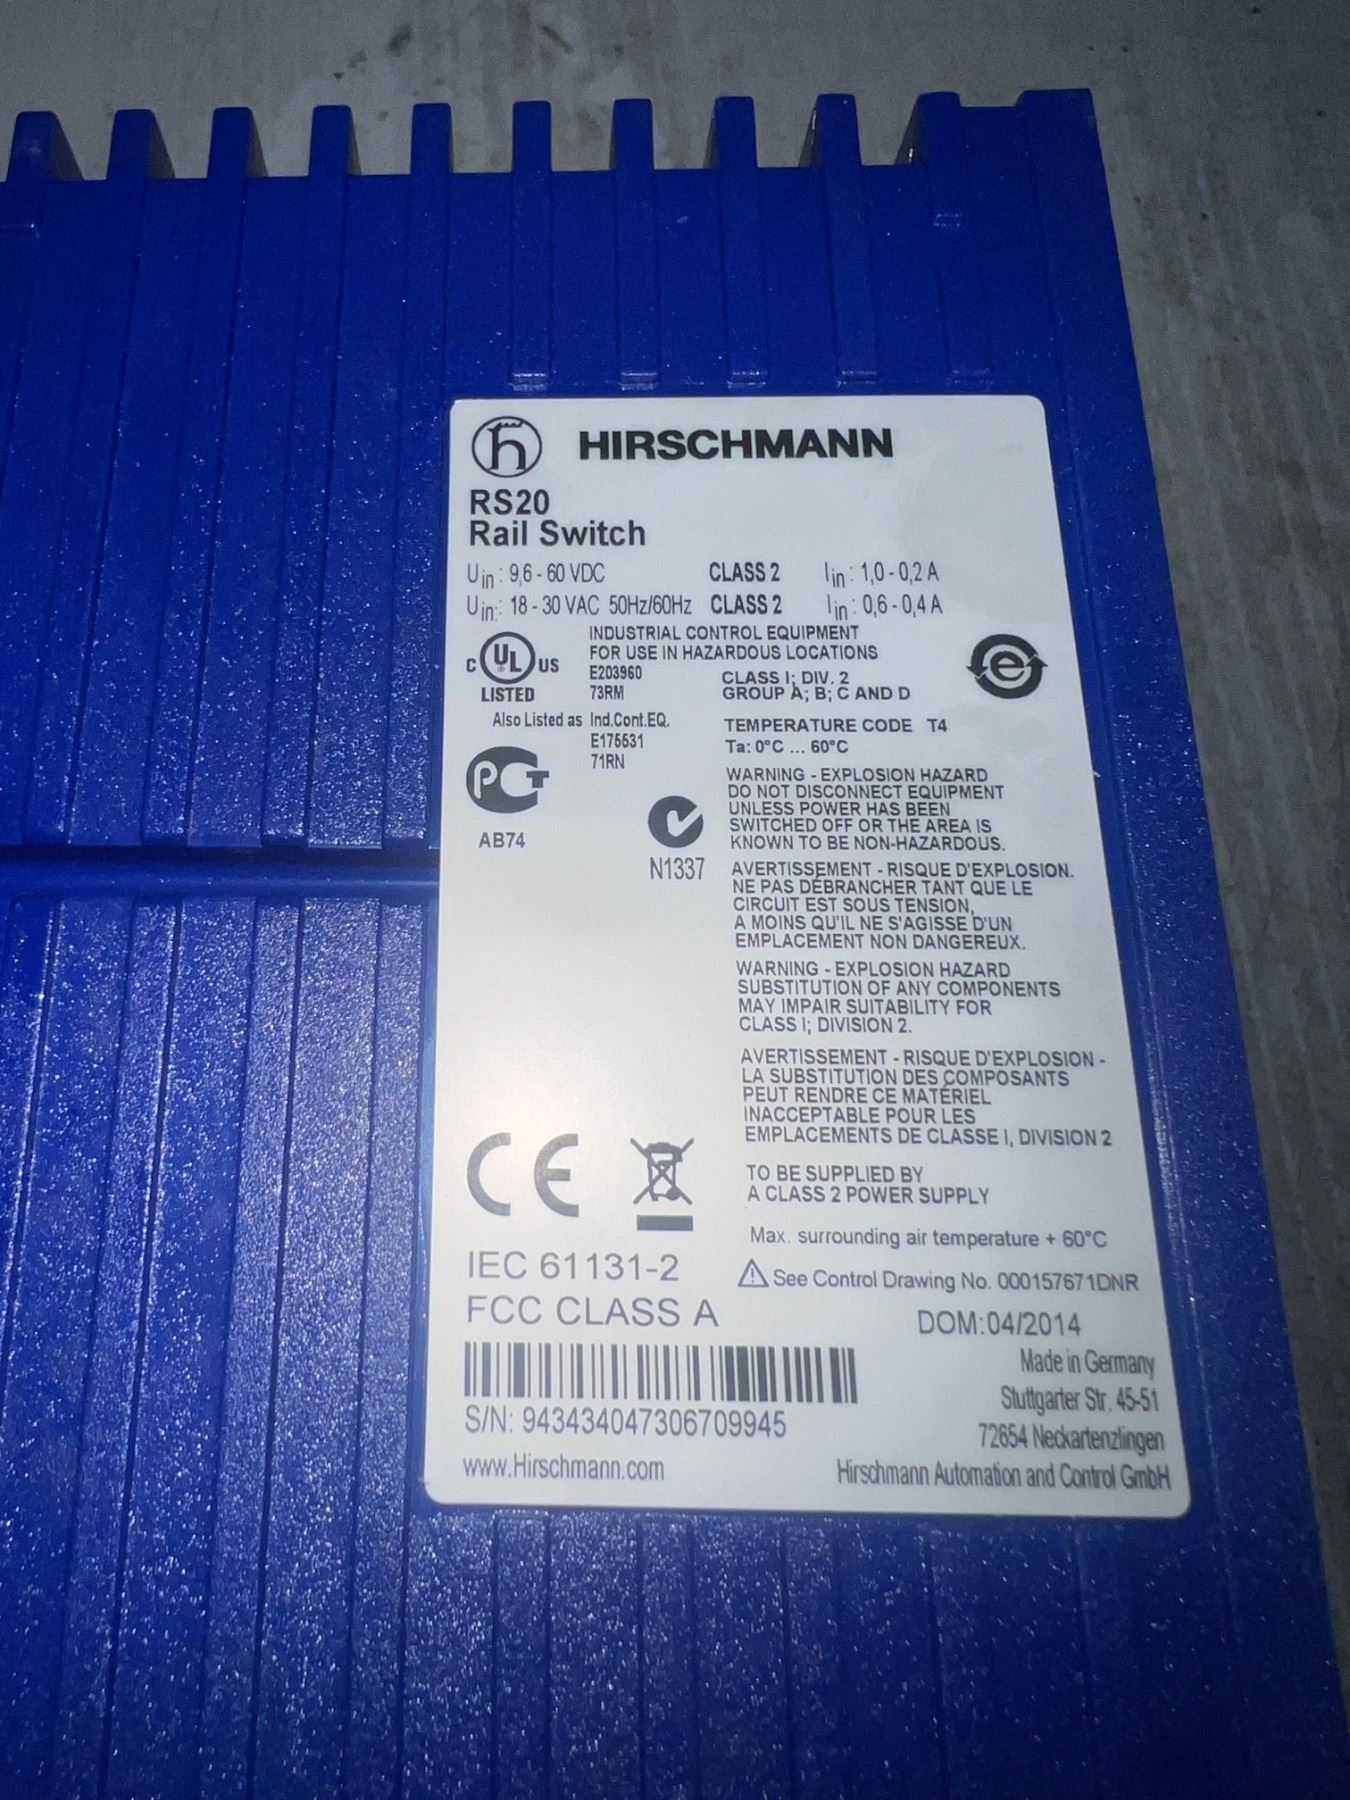 HIRSCHMANN
RS20
Rail Switch
Uin: 9,6 - 60 VDC CLASS 2 Iin: 1,0 - 0,2 A
Uin: 18 - 30 VAC 50Hz/60Hz CLASS 2 Iin: 0,6 - 0,4 A
INDUSTRIAL CONTROL EQUIPMENT
FOR USE IN HAZARDOUS LOCATIONS
C UL US
LISTED
E203960
73RM
CLASS I; DIV. 2
GROUP A; B; C AND D
e
Also Listed as Ind.Cont.EQ.
E175531
71RN
TEMPERATURE CODE T4
Ta: 0°C ... 60°C
PCT
AB74
N1337
WARNING - EXPLOSION HAZARD
DO NOT DISCONNECT EQUIPMENT
UNLESS POWER HAS BEEN
SWITCHED OFF OR THE AREA IS
KNOWN TO BE NON-HAZARDOUS.
AVERTISSEMENT - RISQUE D'EXPLOSION.
NE PAS DÉBRANCHER TANT QUE LE
CIRCUIT EST SOUS TENSION,
A MOINS QU'IL NE S'AGISSE D'UN
EMPLACEMENT NON DANGEREUX.
WARNING - EXPLOSION HAZARD
SUBSTITUTION OF ANY COMPONENTS
MAY IMPAIR SUITABILITY FOR
CLASS I; DIVISION 2.
AVERTISSEMENT - RISQUE D'EXPLOSION -
LA SUBSTITUTION DES COMPOSANTS
PEUT RENDRE CE MATÉRIEL
INACCEPTABLE POUR LES
EMPLACEMENTS DE CLASSE I, DIVISION 2
TO BE SUPPLIED BY
A CLASS 2 POWER SUPPLY
Max. surrounding air temperature + 60°C
See Control Drawing No. 000157671DNR
CE
IEC 61131-2
FCC CLASS A
DOM:04/2014
Made in Germany
Stuttgarter Str. 45-51
72654 Neckartenzlingen
Hirschmann Automation and Control GmbH
S/N: 943434047306709945
www.Hirschmann.com